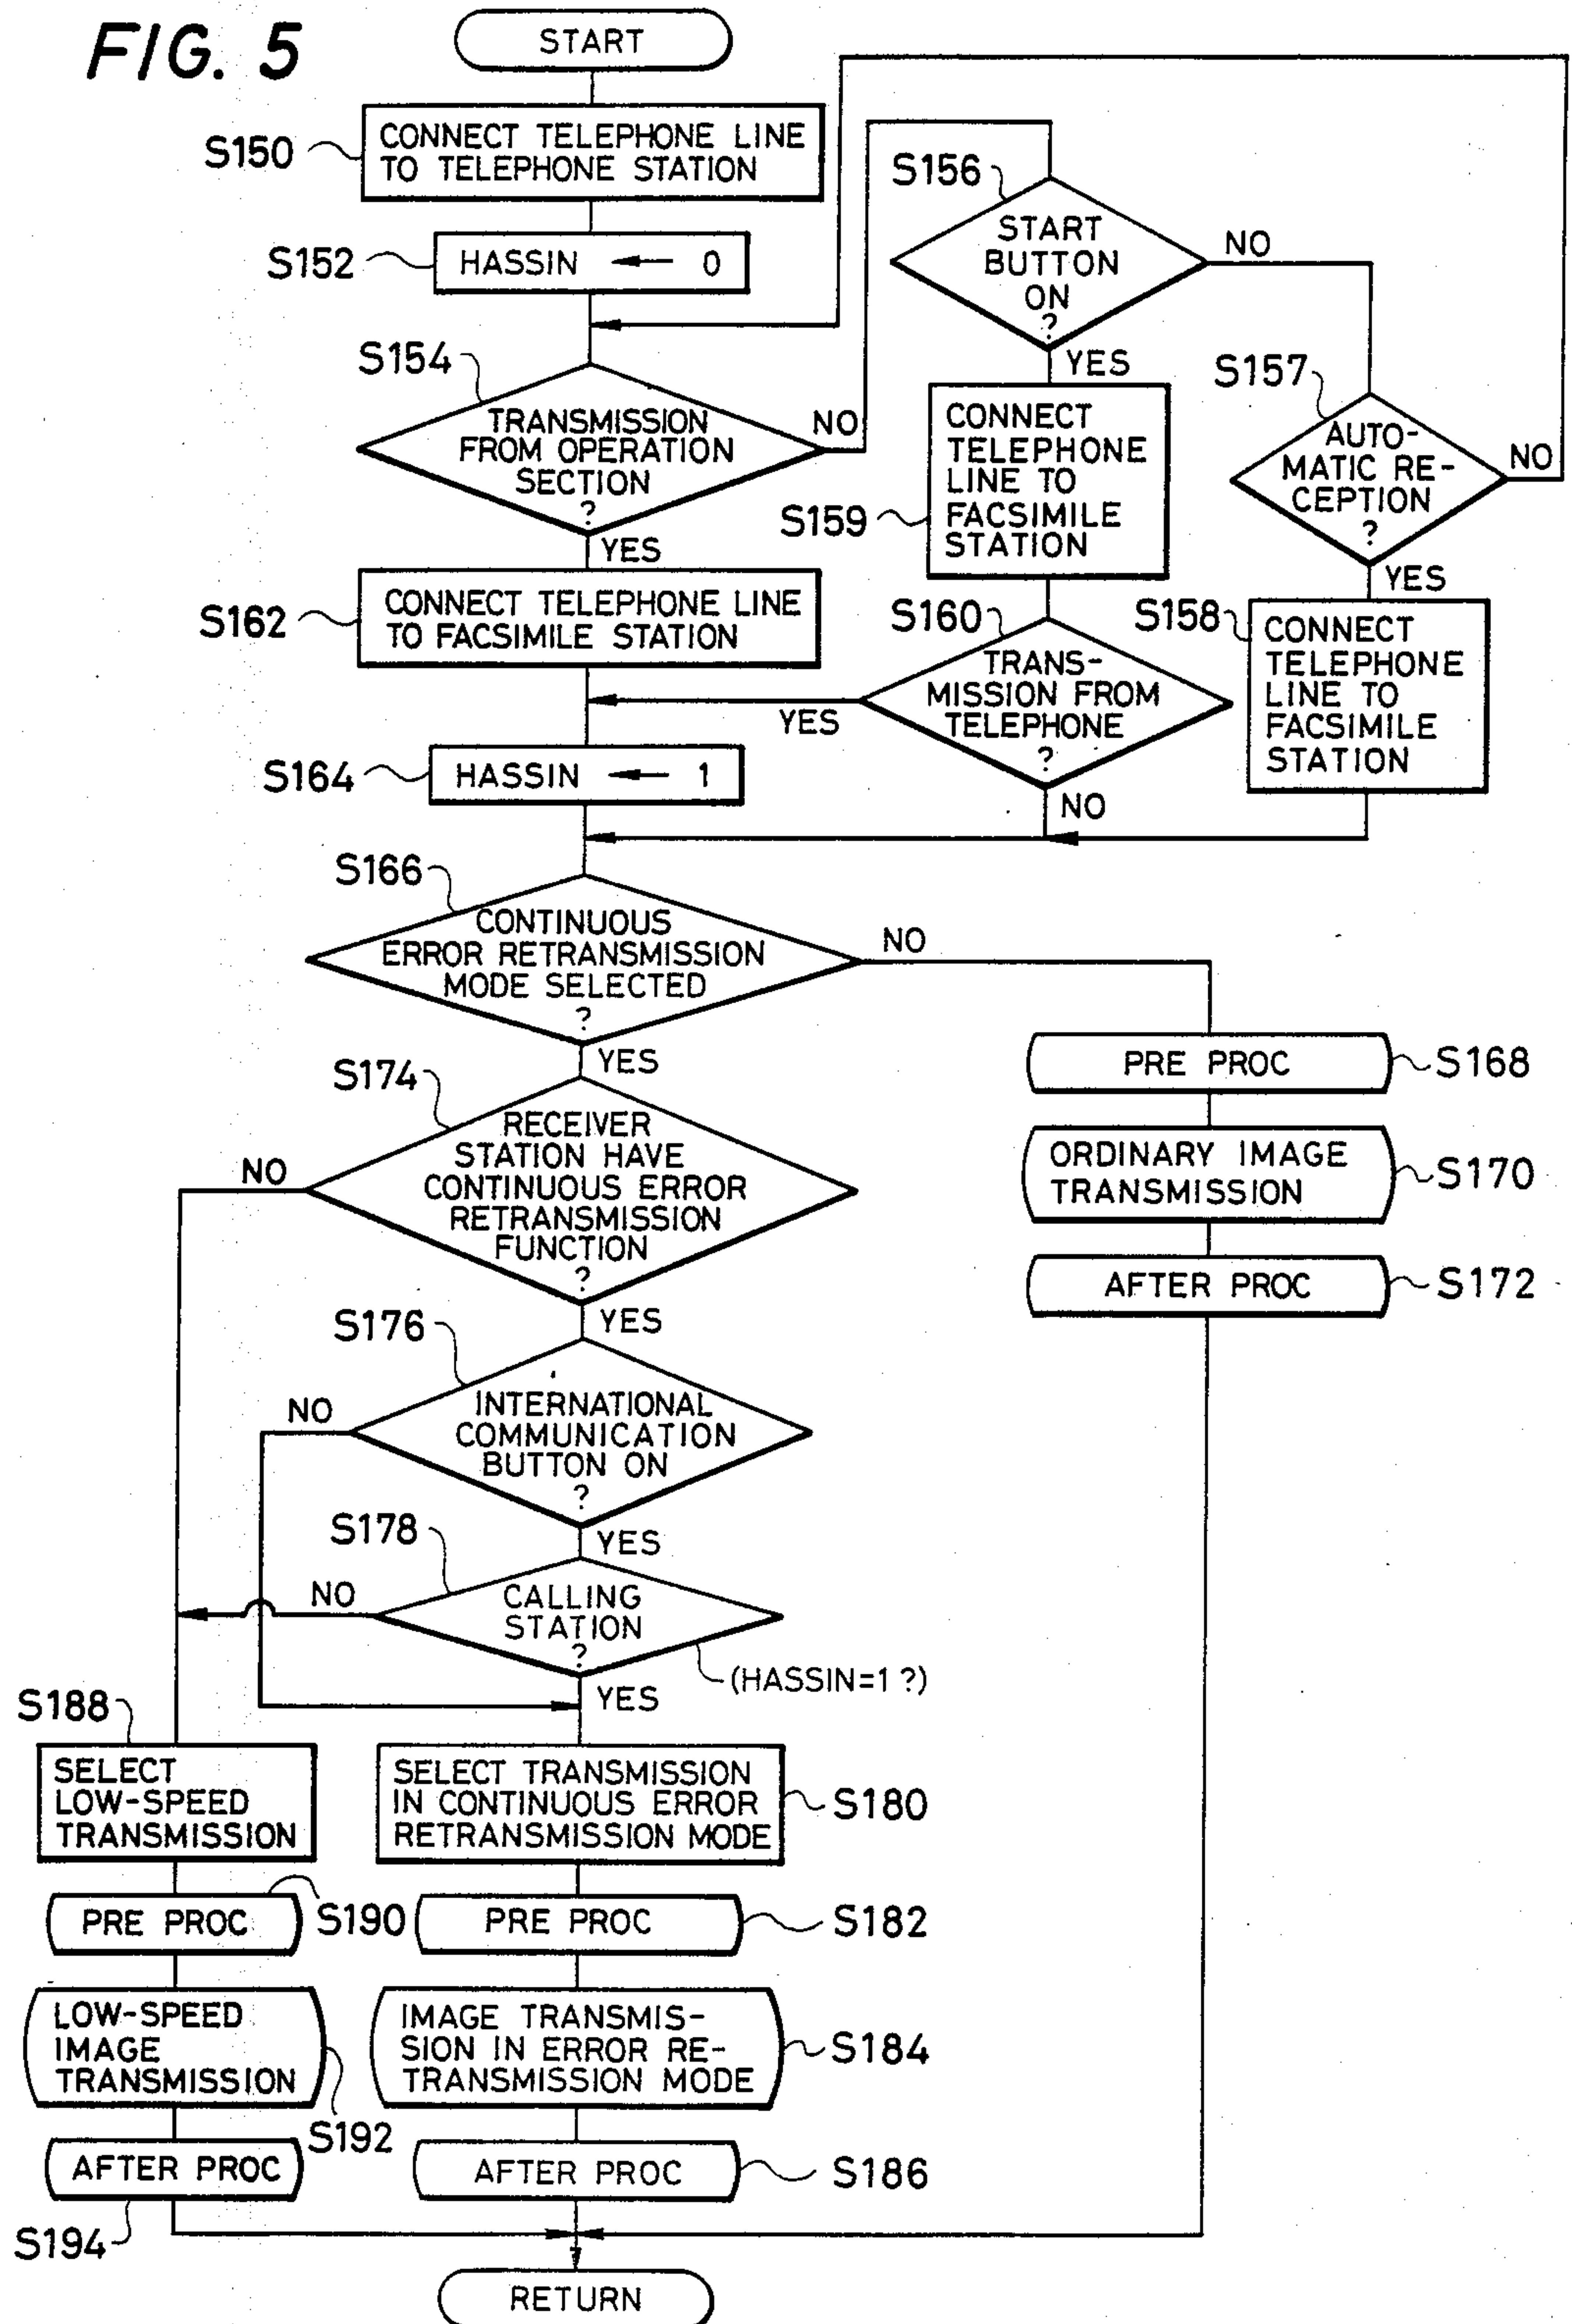 FIG. 5
START
S150
CONNECT TELEPHONE LINE
TO TELEPHONE STATION
S152
HASSIN ← 0
S154
TRANSMISSION
FROM OPERATION
SECTION
?
NO
YES
S156
START
BUTTON
ON
?
NO
YES
S157
AUTO-
MATIC RE-
CEPTION
?
NO
YES
S159
CONNECT
TELEPHONE
LINE TO
FACSIMILE
STATION
S158
CONNECT
TELEPHONE
LINE TO
FACSIMILE
STATION
S162
CONNECT TELEPHONE LINE
TO FACSIMILE STATION
S160
TRANS-
MISSION FROM
TELEPHONE
?
YES
NO
S164
HASSIN ← 1
S166
CONTINUOUS
ERROR RETRANSMISSION
MODE SELECTED
?
NO
YES
PRE PROC
S168
ORDINARY IMAGE
TRANSMISSION
S170
AFTER PROC
S172
S174
RECEIVER
STATION HAVE
CONTINUOUS ERROR
RETRANSMISSION
FUNCTION
?
NO
YES
S176
INTERNATIONAL
COMMUNICATION
BUTTON ON
?
NO
YES
S178
CALLING
STATION
?
NO
(HASSIN=1 ?)
YES
S188
SELECT
LOW-SPEED
TRANSMISSION
SELECT TRANSMISSION
IN CONTINUOUS ERROR
RETRANSMISSION MODE
S180
PRE PROC
S190
PRE PROC
S182
LOW-SPEED
IMAGE
TRANSMISSION
S192
IMAGE TRANSMIS-
SION IN ERROR RE-
TRANSMISSION MODE
S184
AFTER PROC
S194
AFTER PROC
S186
RETURN